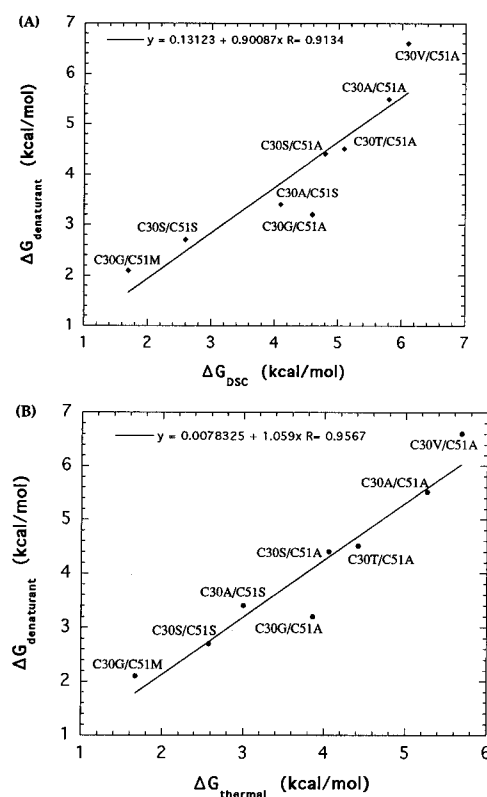 (A)
7
6
5
4
3
2
1
ΔG denaturant (kcal/mol)
y = 0.13123 + 0.90087x R= 0.9134
C30V/C51A
C30A/C51A
C30S/C51A
C30T/C51A
C30A/C51S
C30G/C51A
C30S/C51S
C30G/C51M
1 2 3 4 5 6 7
ΔG DSC (kcal/mol)
(B)
7
6
5
4
3
2
1
ΔG denaturant (kcal/mol)
y = 0.0078325 + 1.059x R= 0.9567
C30V/C51A
C30A/C51A
C30S/C51A
C30T/C51A
C30A/C51S
C30G/C51A
C30S/C51S
C30G/C51M
1 2 3 4 5 6
ΔG thermal (kcal/mol)